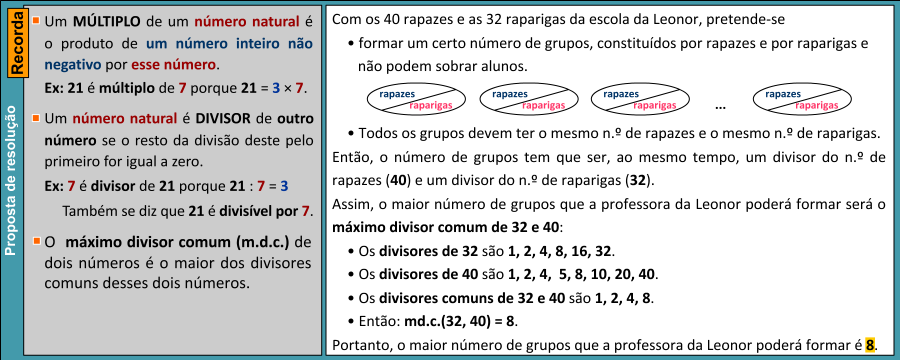 Proposta de resolução
Recorda
Um MÚLTIPLO de um número natural é
o produto de um número inteiro não
negativo por esse número.
Ex: 21 é múltiplo de 7 porque 21 = 3 × 7.
Um número natural é DIVISOR de outro
número se o resto da divisão deste pelo
primeiro for igual a zero.
Ex: 7 é divisor de 21 porque 21 : 7 = 3
Também se diz que 21 é divisível por 7.
O máximo divisor comum (m.d.c.) de
dois números é o maior dos divisores
comuns desses dois números.
Com os 40 rapazes e as 32 raparigas da escola da Leonor, pretende-se
• formar um certo número de grupos, constituídos por rapazes e por raparigas e
não podem sobrar alunos.
rapazes raparigas
rapazes raparigas
rapazes raparigas
...
rapazes raparigas
• Todos os grupos devem ter o mesmo n.º de rapazes e o mesmo n.º de raparigas.
Então, o número de grupos tem que ser, ao mesmo tempo, um divisor do n.º de
rapazes (40) e um divisor do n.º de raparigas (32).
Assim, o maior número de grupos que a professora da Leonor poderá formar será o
máximo divisor comum de 32 e 40:
• Os divisores de 32 são 1, 2, 4, 8, 16, 32.
• Os divisores de 40 são 1, 2, 4, 5, 8, 10, 20, 40.
• Os divisores comuns de 32 e 40 são 1, 2, 4, 8.
• Então: md.c.(32, 40) = 8.
Portanto, o maior número de grupos que a professora da Leonor poderá formar é 8.